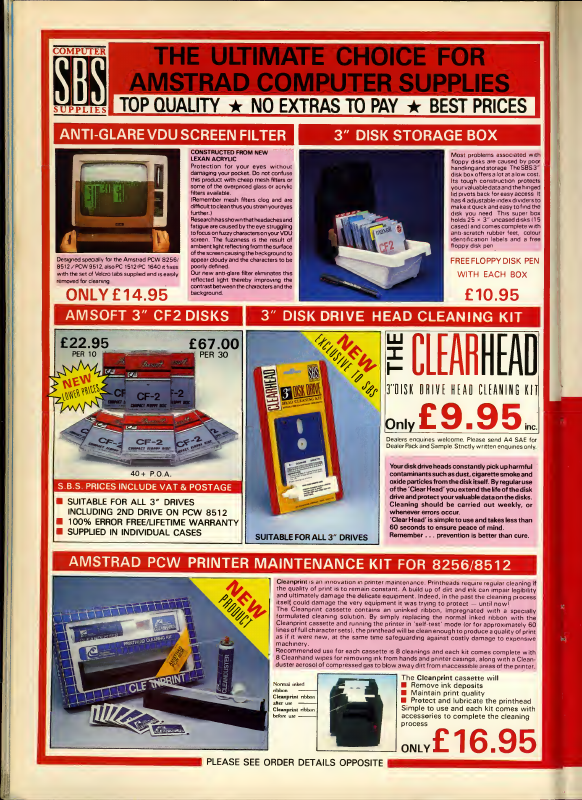 COMPUTER
SBS
SUPPLIES
THE ULTIMATE CHOICE FOR
AMSTRAD COMPUTER SUPPLIES
TOP QUALITY ★ NO EXTRAS TO PAY ★ BEST PRICES
ANTI-GLARE VDU SCREEN FILTER
CONSTRUCTED FROM NEW
LEXAN ACRYLIC
Protection for your eyes without
damaging your pocket. Do not confuse
this product with cheap mesh filters or
some of the overpriced glass or acrylic
filters available.
(Remember mesh filters clog and are
difficult to clean thus you strain your eyes
further.)
Research has shown that headaches and
fatigue are caused by the eye struggling
to focus on fuzzy characters on your VDU
screen. The fuzziness is the result of
ambient light reflecting from the surface
of the screen causing the background to
appear cloudy and the characters to be
poorly defined.
Our new anti-glare filter eliminates this
reflected light thereby improving the
contrast between the characters and the
background.
Designed specially for the Amstrad PCW 8256/
8512/PCW 9512, also PC 1512-PC 1640 it fixes
with the set of Velcro tabs supplied and is easily
removed for cleaning.
ONLY £14.95
3" DISK STORAGE BOX
Most problems associated with
floppy disks are caused by poor
handling and storage. The SBS 3"
disk box offers a lot at a low cost.
Its tough construction protects
your valuable data and the hinged
lid pivots back for easy access. It
has 4 adjustable index dividers to
make it quick and easy to find the
disk you need. This super box
holds 25 × 3" uncased disks (15
cased) and comes complete with
anti-scratch rubber feet, colour
identification labels and a free
floppy disk pen.
FREE FLOPPY DISK PEN
WITH EACH BOX
£10.95
AMSOFT 3" CF2 DISKS
£22.95
PER 10
£67.00
PER 30
NEW
LOWER PRICES
CF-2
40+ P.O.A.
S.B.S. PRICES INCLUDE VAT & POSTAGE
■ SUITABLE FOR ALL 3" DRIVES
INCLUDING 2ND DRIVE ON PCW 8512
■ 100% ERROR FREE/LIFETIME WARRANTY
■ SUPPLIED IN INDIVIDUAL CASES
3" DISK DRIVE HEAD CLEANING KIT
NEW
EXCLUSIVE TO SBS
CLEARHEAD
3" DISK DRIVE
SBS
SUITABLE FOR ALL 3" DRIVES
THE CLEARHEAD
3" DISK DRIVE HEAD CLEANING KIT
Only £9.95 inc.
Dealers enquiries welcome. Please send A4 SAE for
Dealer Pack and Sample. Strictly written enquiries only.
Your disk drive heads constantly pick up harmful
contaminants such as dust, cigarette smoke and
oxide particles from the disk itself. By regular use
of the 'Clear Head' you extend the life of the disk
drive and protect your valuable data on the disks.
Cleaning should be carried out weekly, or
whenever errors occur.
'Clear Head' is simple to use and takes less than
60 seconds to ensure peace of mind.
Remember . . . prevention is better than cure.
AMSTRAD PCW PRINTER MAINTENANCE KIT FOR 8256/8512
NEW
PRODUCT
CLEANPRINT
Cleanprint is an innovation in printer maintenance. Printheads require regular cleaning if
the quality of print is to remain constant. A build up of dirt and ink can impair legibility
and ultimately damage the delicate equipment. Indeed, in the past the cleaning process
itself could damage the very equipment it was trying to protect — until now!
The Cleanprint cassette contains an uninked ribbon, impregnated with a specially
formulated cleaning solution. By simply replacing the normal inked ribbon with the
Cleanprint cassette and running the printer in 'self test' mode (or for approximately 60
lines of full character sets), the printhead will be clean enough to produce a quality of print
as if it were new, at the same time safeguarding against costly damage to expensive
machinery.
Recommended use for each cassette is 8 cleanings and each kit comes complete with
8 Cleanhand wipes for removing ink from hands and printer casings, along with a Clean-
duster aerosol of compressed gas to blow away dirt from inaccessible areas of the printer.
Normal inked
ribbon
Cleanprint ribbon
after use
Cleanprint ribbon
before use
The Cleanprint cassette will
■ Remove ink deposits
■ Maintain print quality
■ Protect and lubricate the printhead
Simple to use and each kit comes with
accessories to complete the cleaning
process
ONLY £16.95
PLEASE SEE ORDER DETAILS OPPOSITE